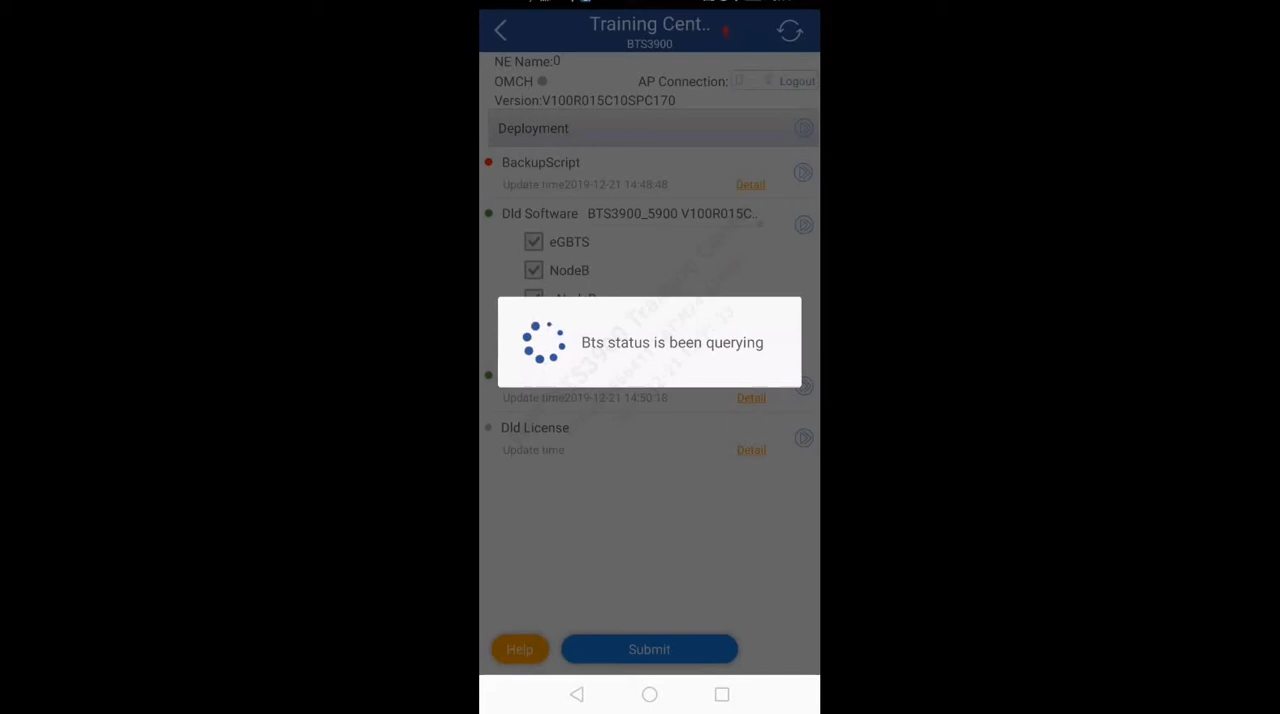 Training Cent..
BTS3900
NE Name:0
OMCH
AP Connection:
Logout
Version:V100R015C10SPC170
Deployment
BackupScript
Update time2019-12-21 14:48:48
Detail
Dld Software BTS3900_5900 V100R015C..
eGBTS
NodeB
Bts status is been querying
Update time2019-12-21 14:50:18
Detail
Dld License
Update time
Detail
Help
Submit